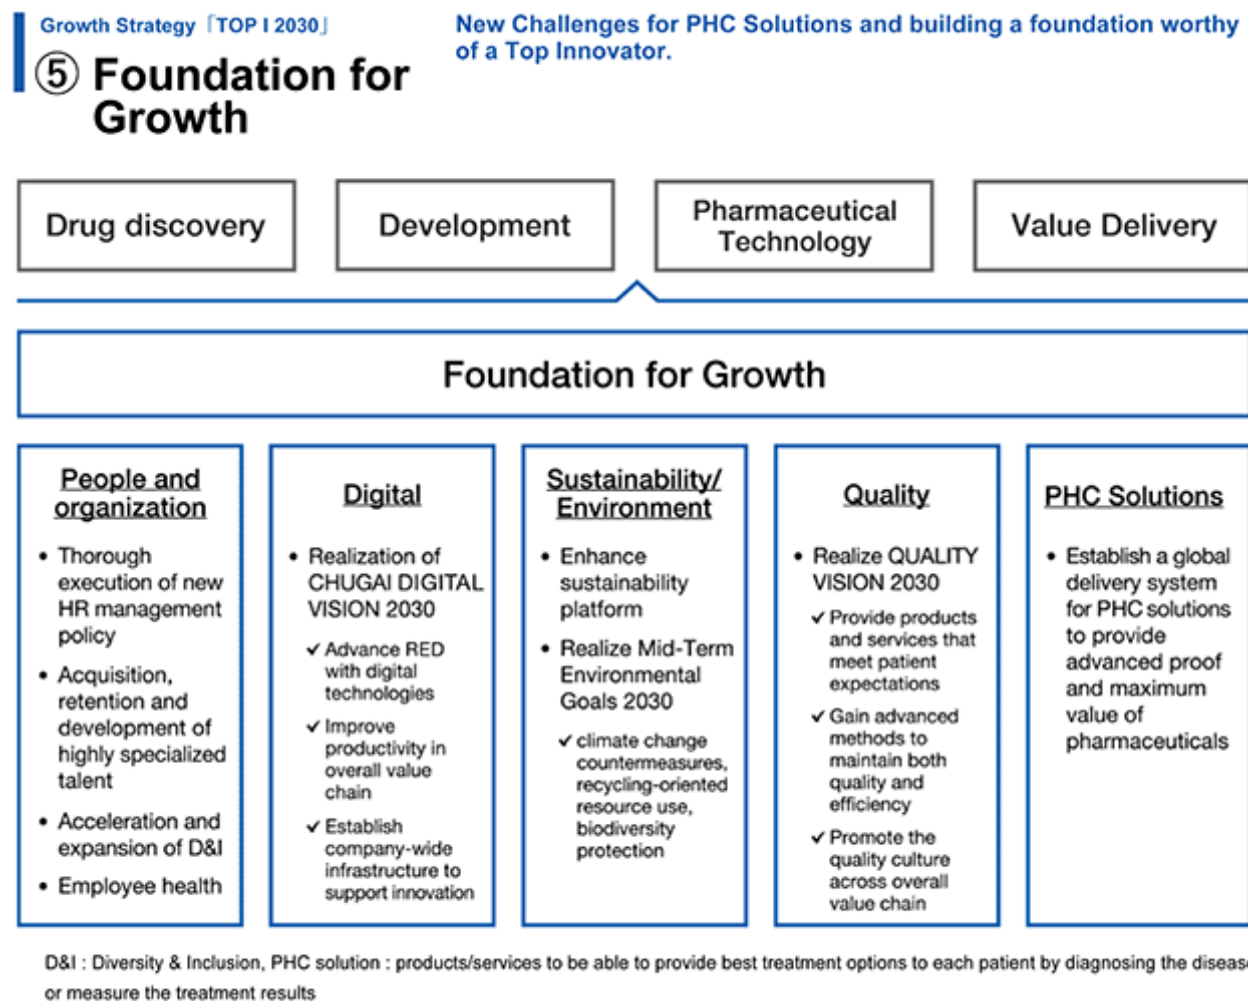 Growth Strategy「TOP I 2030」
New Challenges for PHC Solutions and building a foundation worthy
of a Top Innovator.
⑤ Foundation for
Growth
Drug discovery
Development
Pharmaceutical
Technology
Value Delivery
Foundation for Growth
People and
organization
• Thorough
execution of new
HR management
policy
• Acquisition,
retention and
development of
highly specialized
talent
• Acceleration and
expansion of D&I
• Employee health
Digital
• Realization of
CHUGAI DIGITAL
VISION 2030
✓ Advance RED
with digital
technologies
✓ Improve
productivity in
overall value
chain
✓ Establish
company-wide
infrastructure to
support innovation
Sustainability/
Environment
• Enhance
sustainability
platform
• Realize Mid-Term
Environmental
Goals 2030
✓ climate change
countermeasures,
recycling-oriented
resource use,
biodiversity
protection
Quality
• Realize QUALITY
VISION 2030
✓ Provide products
and services that
meet patient
expectations
✓ Gain advanced
methods to
maintain both
quality and
efficiency
✓ Promote the
quality culture
across overall
value chain
PHC Solutions
• Establish a global
delivery system
for PHC solutions
to provide
advanced proof
and maximum
value of
pharmaceuticals
D&I : Diversity & Inclusion, PHC solution : products/services to be able to provide best treatment options to each patient by diagnosing the disease
or measure the treatment results